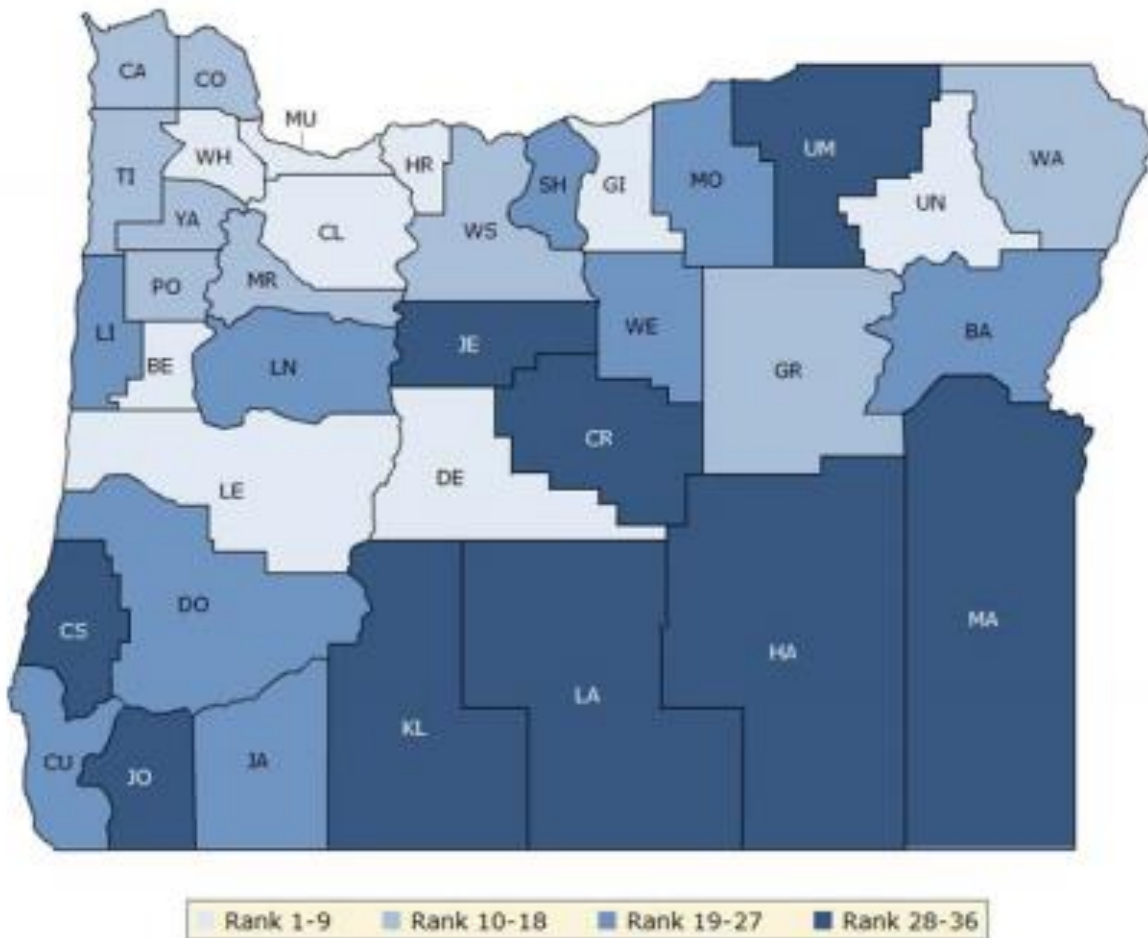 CA
CO
MU
WH
HR
TI
SH
GI
MO
UM
WA
UN
YA
CL
WS
MR
PO
LI
BE
LN
JE
WE
GR
BA
CR
LE
DE
DO
CS
HA
MA
KL
LA
CU
JO
JA
Rank 1-9 Rank 10-18 Rank 19-27 Rank 28-36